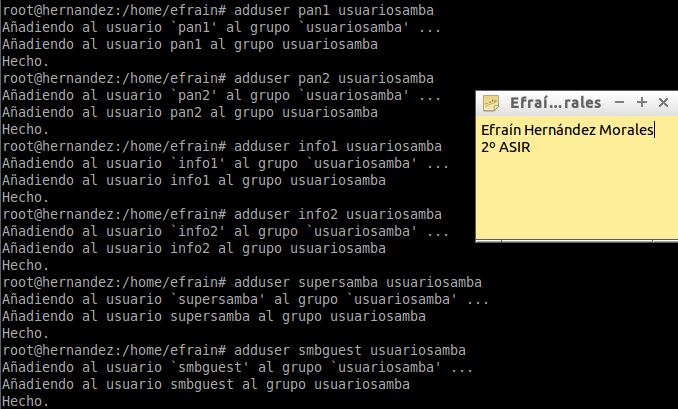 root@hernandez:/home/efrain# adduser pan1 usuariosamba
Añadiendo al usuario `pan1' al grupo `usuariosamba' ...
Añadiendo al usuario pan1 al grupo usuariosamba
Hecho.
root@hernandez:/home/efrain# adduser pan2 usuariosamba
Añadiendo al usuario `pan2' al grupo `usuariosamba' ...
Añadiendo al usuario pan2 al grupo usuariosamba
Hecho.
root@hernandez:/home/efrain# adduser info1 usuariosamba
Añadiendo al usuario `info1' al grupo `usuariosamba' ...
Añadiendo al usuario info1 al grupo usuariosamba
Hecho.
root@hernandez:/home/efrain# adduser info2 usuariosamba
Añadiendo al usuario `info2' al grupo `usuariosamba' ...
Añadiendo al usuario info2 al grupo usuariosamba
Hecho.
root@hernandez:/home/efrain# adduser supersamba usuariosamba
Añadiendo al usuario `supersamba' al grupo `usuariosamba' ...
Añadiendo al usuario supersamba al grupo usuariosamba
Hecho.
root@hernandez:/home/efrain# adduser smbguest usuariosamba
Añadiendo al usuario `smbguest' al grupo `usuariosamba' ...
Añadiendo al usuario smbguest al grupo usuariosamba
Hecho.
Efraí...rales
Efraín Hernández Morales
2º ASIR